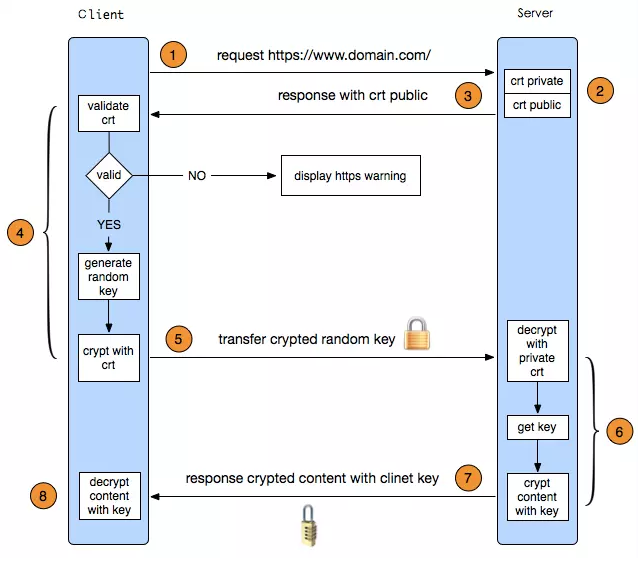 Client
Server
1
request https://www.domain.com/
crt private
2
3
response with crt public
crt public
validate
crt
valid
NO
display https warning
4
YES
generate
random
key
5
transfer crypted random key
crypt with
crt
decrypt
with
private
crt
get key
6
7
response crypted content with clinet key
8
decrypt
content
with key
crypt
content
with key